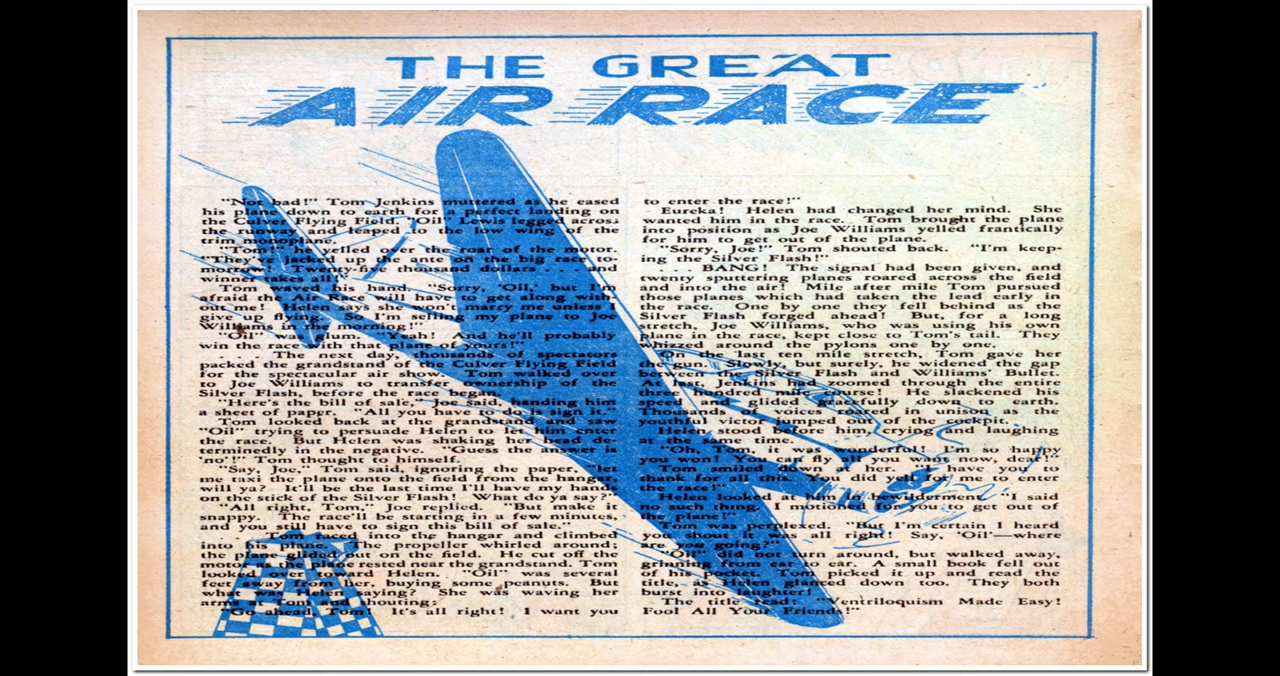 THE GREAT
AIR RACE
"Not bad!" Tom Jenkins muttered as he eased
his plane down to earth for a perfect landing on
the Culver Flying Field. "Oil" Lewis legged across
the runway and leaped to the low wing of the
trim monoplane.
"Tom!" he yelled over the roar of the motor.
"They've jacked up the ante on the big race to-
morrow! Twenty-five thousand dollars . . . and
winner takes all!"
Tom waved his hand. "Sorry, 'Oil,' but I'm
afraid the Air Race will have to get along with-
out me! Helen says she won't marry me unless I
give up flying. So I'm selling my plane to Joe
Williams in the morning!"
"Oil" was glum. "Yeah! And he'll probably
win the race with that plane of yours!"
. . . The next day, thousands of spectators
packed the grandstand of the Culver Flying Field
for the spectacular air show. Tom walked over
to Joe Williams to transfer ownership of the
Silver Flash, before the race began.
"Here's the bill of sale," Joe said, handing him
a sheet of paper. "All you have to do is sign it."
Tom looked back at the grandstand and saw
"Oil" trying to persuade Helen to let him enter
the race. But Helen was shaking her head de-
terminedly in the negative. "Guess the answer is
'no'!" Tom thought to himself.
"Say, Joe," Tom said, ignoring the paper, "let
me taxi the plane onto the field from the hangar,
will ya? It'll be the last time I'll have my hands
on the stick of the Silver Flash! What do ya say?"
"All right, Tom," Joe replied. "But make it
snappy. The race'll be starting in a few minutes,
and you still have to sign this bill of sale."
. . . Tom raced into the hangar and climbed
into his plane. The propeller whirled around;
the plane glided out on the field. He cut off the
motor as the plane rested near the grandstand. Tom
looked over toward Helen. "Oil" was several
feet away from her, buying some peanuts. But
what was Helen saying? She was waving her
arms at Tom and shouting:
"Go ahead, Tom! It's all right! I want you
to enter the race!"
Eureka! Helen had changed her mind. She
wanted him in the race. Tom brought the plane
into position as Joe Williams yelled frantically
for him to get out of the plane.
"Sorry, Joe!" Tom shouted back. "I'm keep-
ing the Silver Flash!"
. . . BANG! The signal had been given, and
twenty sputtering planes roared across the field
and into the air! Mile after mile Tom pursued
those planes which had taken the lead early in
the race. One by one they fell behind as the
Silver Flash forged ahead! But, for a long
stretch, Joe Williams, who was using his own
plane in the race, kept close to Tom's tail. They
whizzed around the pylons one by one.
On the last ten mile stretch, Tom gave her
the gun. Slowly, but surely, he widened the gap
between the Silver Flash and Williams' Bullet.
At last, Jenkins had zoomed through the entire
three hundred mile course! He slackened his
speed and glided gracefully down to earth.
Thousands of voices roared in unison as the
youthful victor jumped out of the cockpit.
Helen stood before him, crying and laughing
at the same time.
"Oh, Tom, it was wonderful! I'm so happy
you won! You can fly all you want now, dear!"
Tom smiled down at her. "I have you to
thank for all this. You did yell for me to enter
the race!"
Helen looked at him in bewilderment. "I said
no such thing. I motioned for you to get out of
the plane!"
Tom was perplexed. "But I'm certain I heard
you shout it was all right! Say, 'Oil'—where
are you going?"
"Oil" did not turn around, but walked away,
grinning from ear to ear. A small book fell out
of his pocket. Tom picked it up and read the
title, as Helen glanced down too. They both
burst into laughter!
The title read: "Ventriloquism Made Easy!
Fool All Your Friends!"